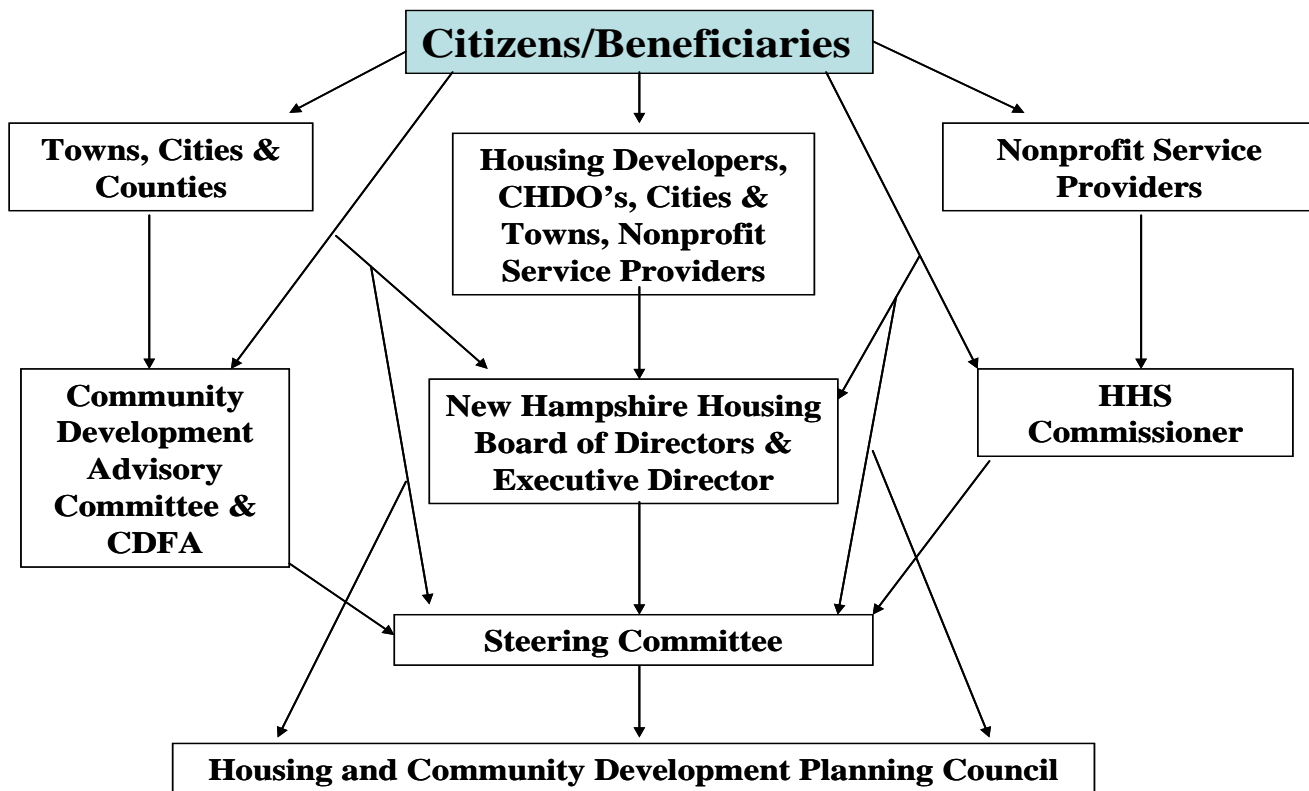 Citizens/Beneficiaries
Towns, Cities &
Counties
Housing Developers,
CHDO’s, Cities &
Towns, Nonprofit
Service Providers
Nonprofit Service
Providers
Community
Development
Advisory
Committee &
CDFA
New Hampshire Housing
Board of Directors &
Executive Director
HHS
Commissioner
Steering Committee
Housing and Community Development Planning Council